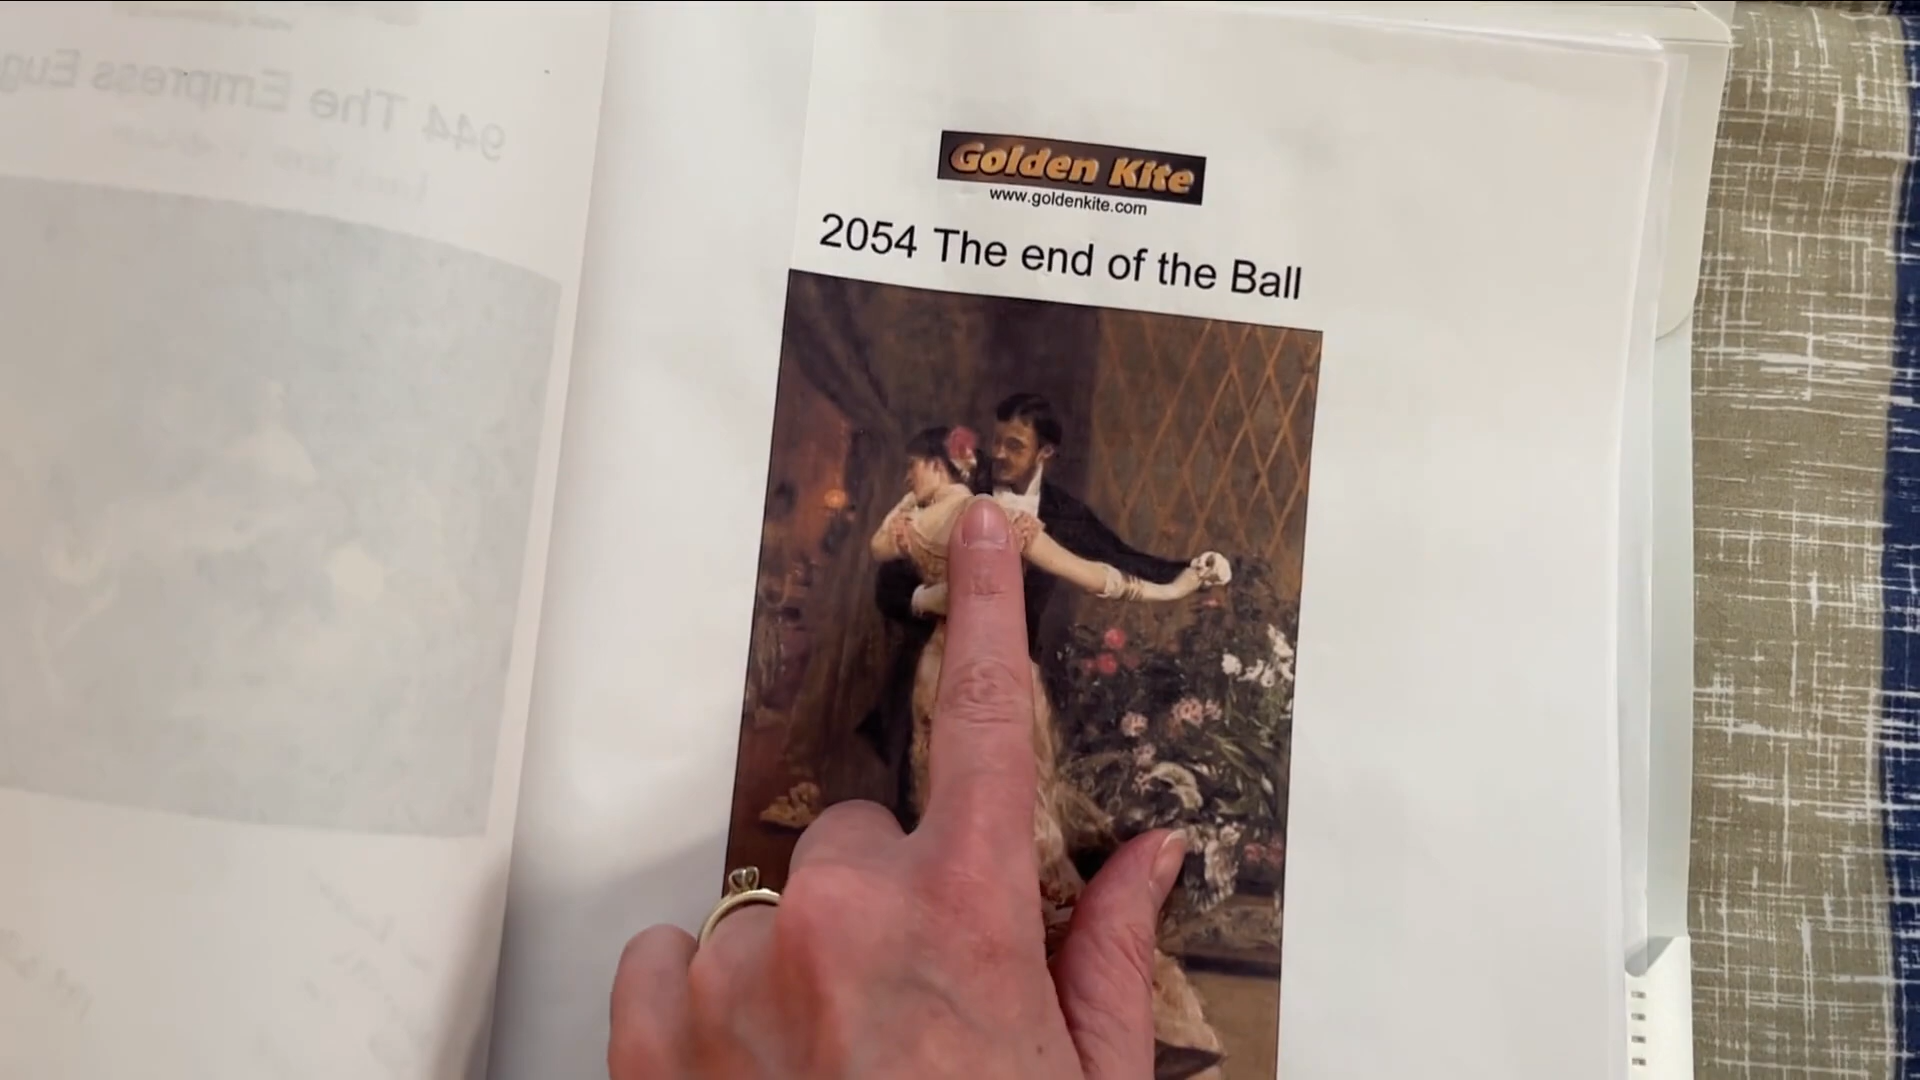 944 The Empress Eug
Golden Kite
www.goldenkite.com
2054 The end of the Ball